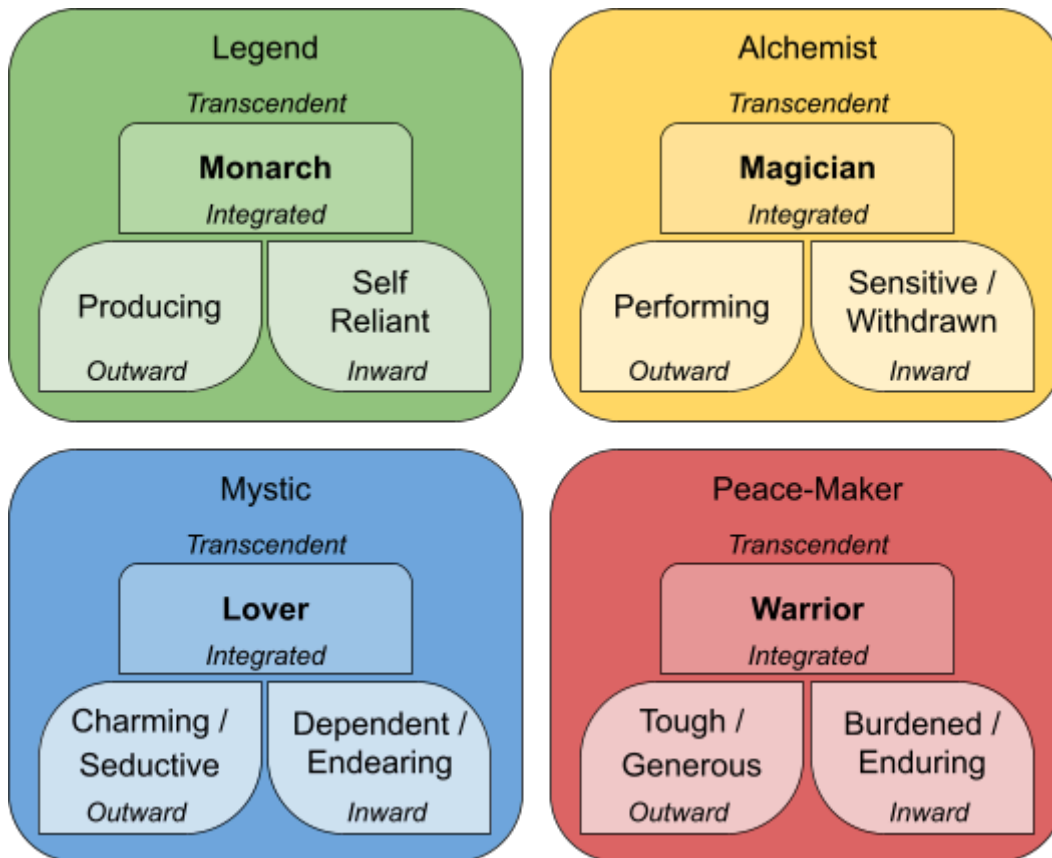 Legend
Transcendent
Monarch
Integrated
Producing
Outward
Self
Reliant
Inward
Alchemist
Transcendent
Magician
Integrated
Performing
Outward
Sensitive /
Withdrawn
Inward
Mystic
Transcendent
Lover
Integrated
Charming /
Seductive
Outward
Dependent /
Endearing
Inward
Peace-Maker
Transcendent
Warrior
Integrated
Tough /
Generous
Outward
Burdened /
Enduring
Inward